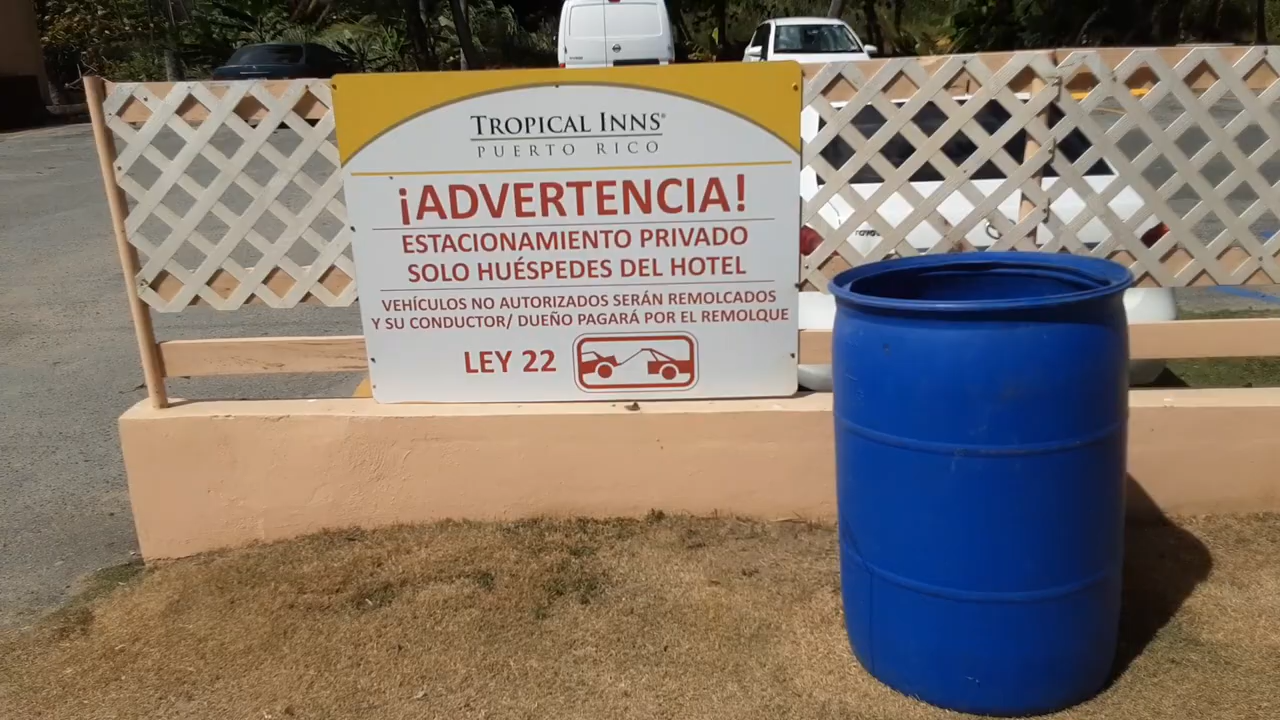 TROPICAL INNS®
PUERTO RICO
¡ADVERTENCIA!
ESTACIONAMIENTO PRIVADO
SOLO HUÉSPEDES DEL HOTEL
VEHÍCULOS NO AUTORIZADOS SERÁN REMOLCADOS
Y SU CONDUCTOR/ DUEÑO PAGARÁ POR EL REMOLQUE
LEY 22